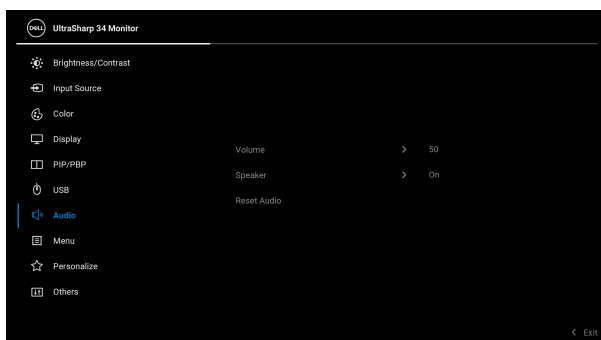 DELL UltraSharp 34 Monitor
Brightness/Contrast
Input Source
Color
Display
PIP/PBP
USB
Audio
Menu
Personalize
Others
Volume > 50
Speaker > On
Reset Audio
< Exit